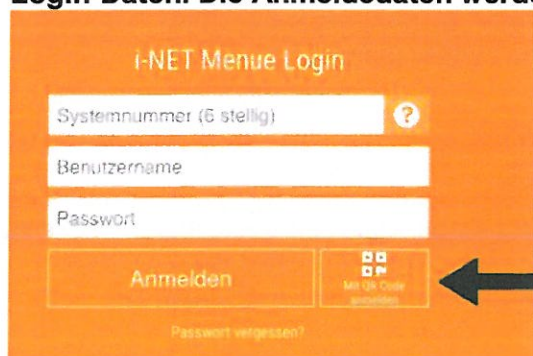 Login-Daten. Die Anmeldedaten
i-NET Menue Login
Systemnummer (6 stellig)
?
Benutzername
Passwort
Anmelden
Mit QR Code
anmelden
Passwort vergessen?